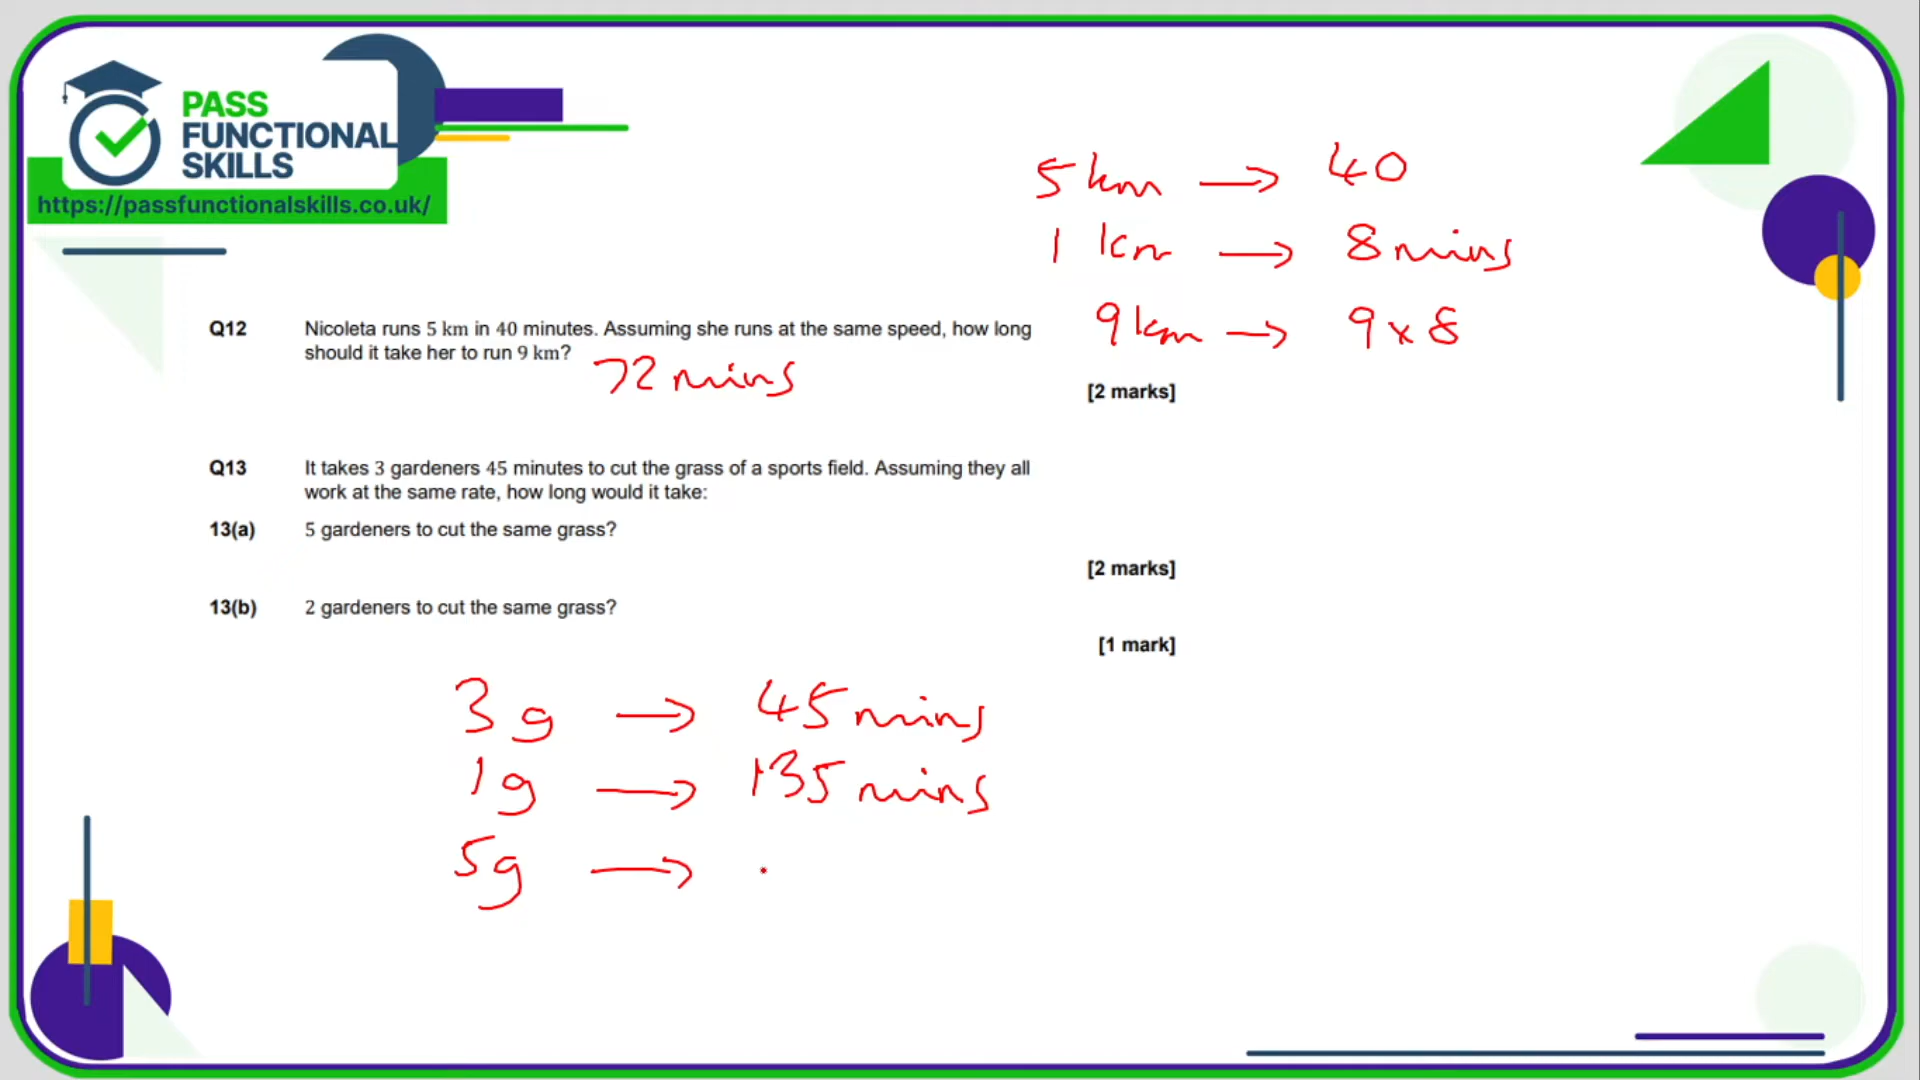 PASS
FUNCTIONAL
SKILLS
https://passfunctionalskills.co.uk/
5 km → 40
1 km → 8 mins
9 km → 9 x 8
Q12 Nicoleta runs 5 km in 40 minutes. Assuming she runs at the same speed, how long
should it take her to run 9 km?
72 mins
[2 marks]
Q13 It takes 3 gardeners 45 minutes to cut the grass of a sports field. Assuming they all
work at the same rate, how long would it take:
13(a) 5 gardeners to cut the same grass?
[2 marks]
13(b) 2 gardeners to cut the same grass?
[1 mark]
3g → 45 mins
1g → 135 mins
5g →